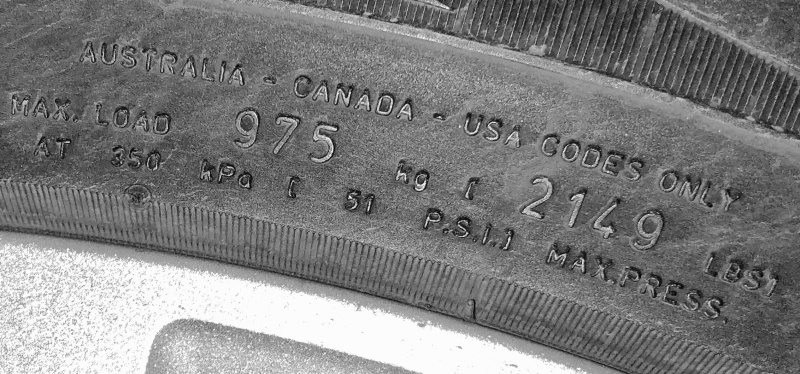 AUSTRALIA - CANADA - USA CODES ONLY
MAX. LOAD 975 kg [ 2149 LBS]
AT 350 kPa [ 51 P.S.I.] MAX.PRESS.